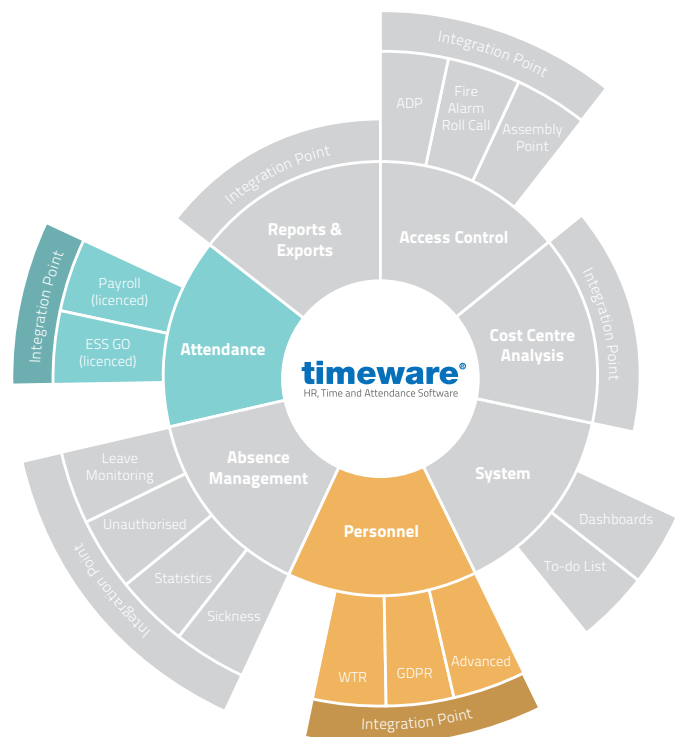 Integration Point
ADP
Fire
Alarm
Roll Call
Assembly
Point
Integration Point
Reports &
Exports
Access Control
Integration Point
Cost Centre
Analysis
Integration Point
Payroll
(licenced)
ESS GO
(licenced)
Attendance
timeware®
HR, Time and Attendance Software
Absence
Management
Leave
Monitoring
Unauthorised
Statistics
Sickness
Integration Point
System
Dashboards
To-do List
Personnel
WTR
GDPR
Advanced
Integration Point